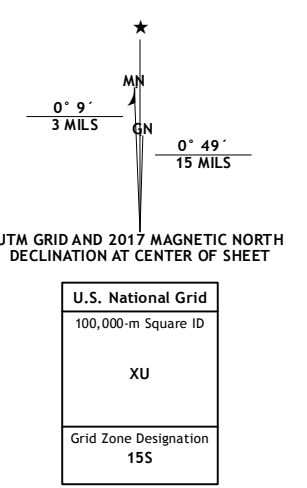 ★
MN
0° 9´
3 MILS
GN
0° 49´
15 MILS
UTM GRID AND 2017 MAGNETIC NORTH
DECLINATION AT CENTER OF SHEET
U.S. National Grid
100,000-m Square ID
XU
Grid Zone Designation
15S